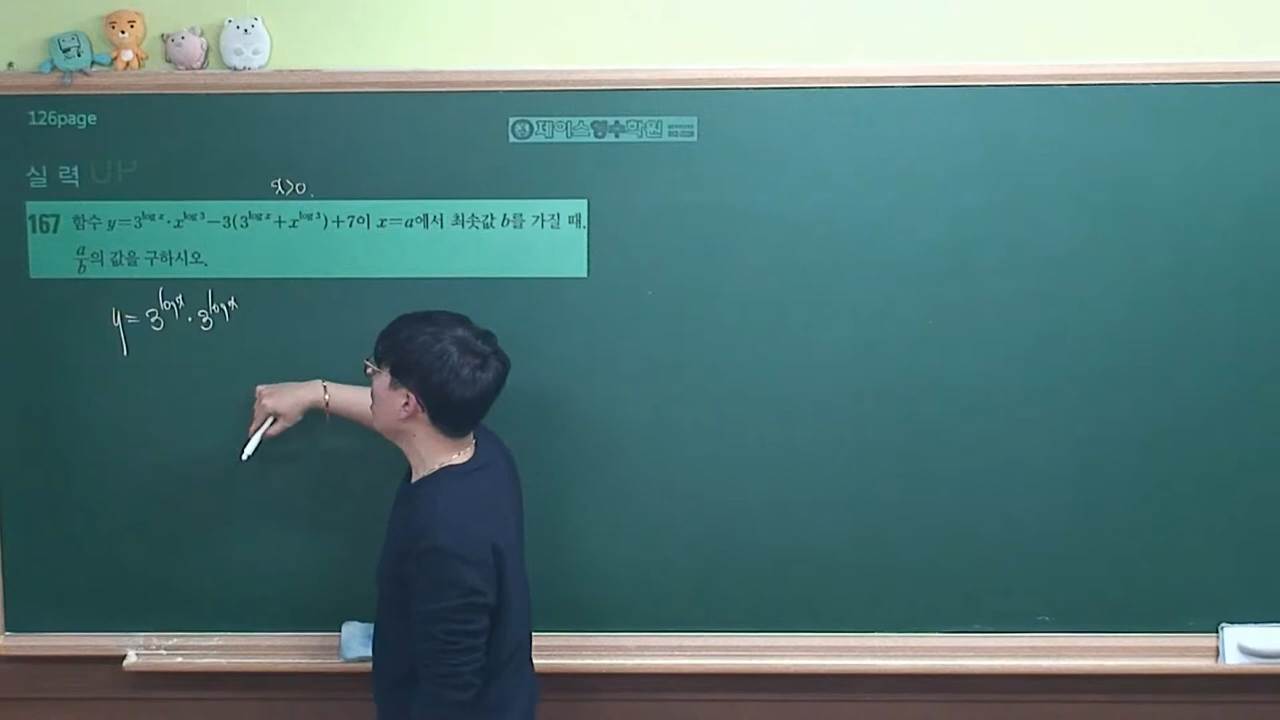 126page
제이스영수학원
실력 UP
x>0.
167 함수 y=3^{log x}·x^{log 3}-3(3^{log x}+x^{log 3})+7이 x=a에서 최솟값 b를 가질 때,
a/b의 값을 구하시오.
y=3^{log x}·3^{log x}